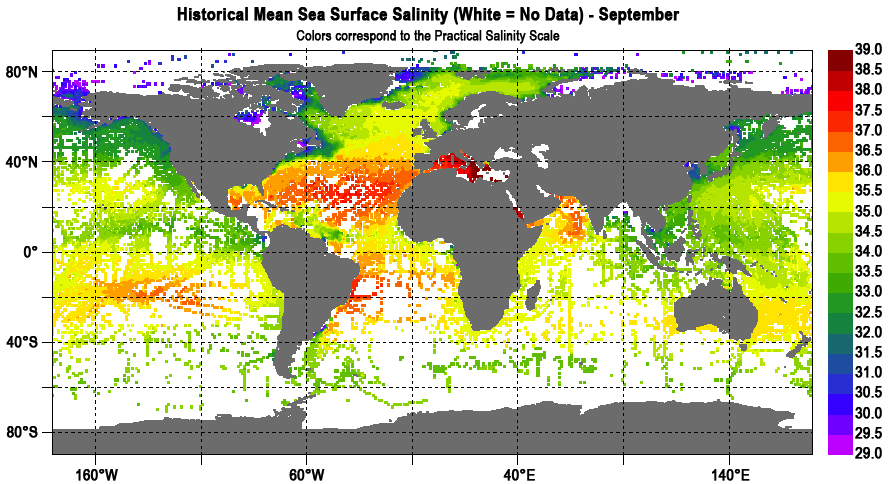 Historical Mean Sea Surface Salinity (White = No Data) - September
Colors correspond to the Practical Salinity Scale
80°N
40°N
0°
40°S
80°S
160°W
60°W
40°E
140°E
39.0
38.5
38.0
37.5
37.0
36.5
36.0
35.5
35.0
34.5
34.0
33.5
33.0
32.5
32.0
31.5
31.0
30.5
30.0
29.5
29.0